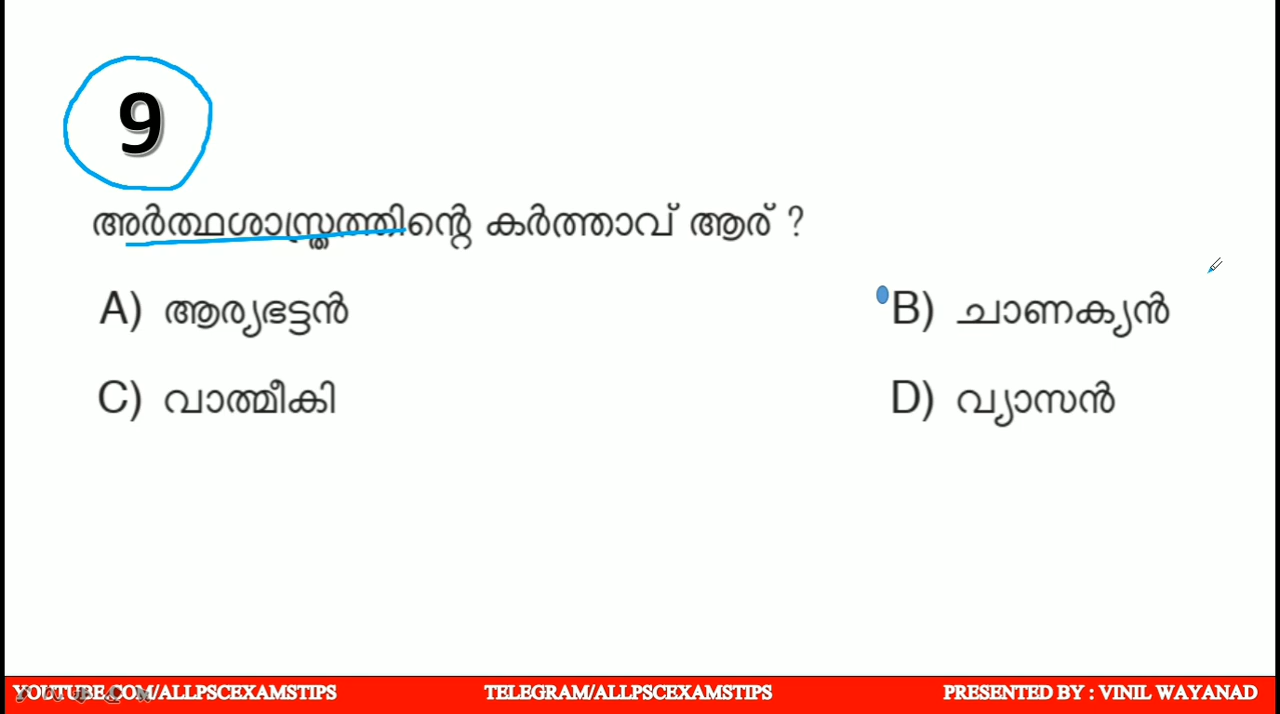 9
അർത്ഥശാസ്ത്രത്തിന്റെ കർത്താവ് ആര് ?
A) ആര്യഭട്ടൻ B) ചാണക്യൻ
C) വാത്മീകി D) വ്യാസൻ
YOUTUBE.COM/ALLPSCEXAMSTIPS TELEGRAM/ALLPSCEXAMSTIPS PRESENTED BY : VINIL WAYANAD